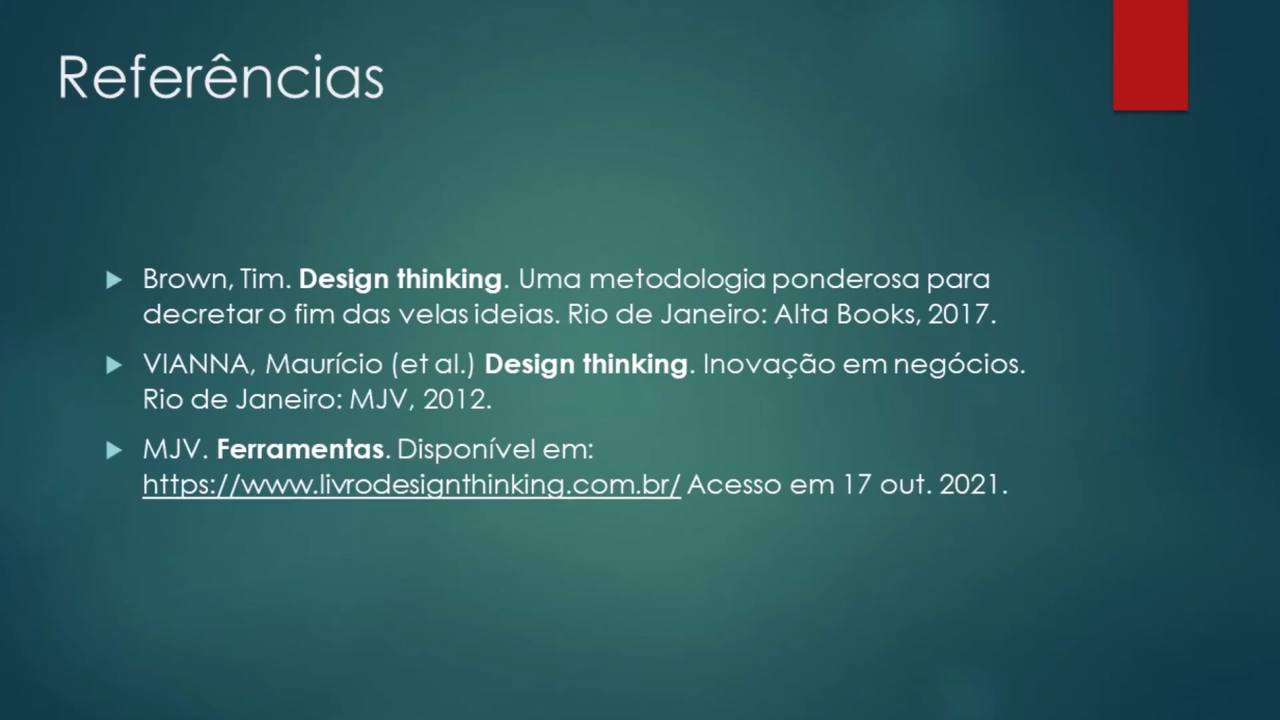 Referências
Brown, Tim. Design thinking. Uma metodologia ponderosa para
decretar o fim das velas ideias. Rio de Janeiro: Alta Books, 2017.
VIANNA, Maurício (et al.) Design thinking. Inovação em negócios.
Rio de Janeiro: MJV, 2012.
MJV. Ferramentas. Disponível em:
https://www.livrodesignthinking.com.br/ Acesso em 17 out. 2021.